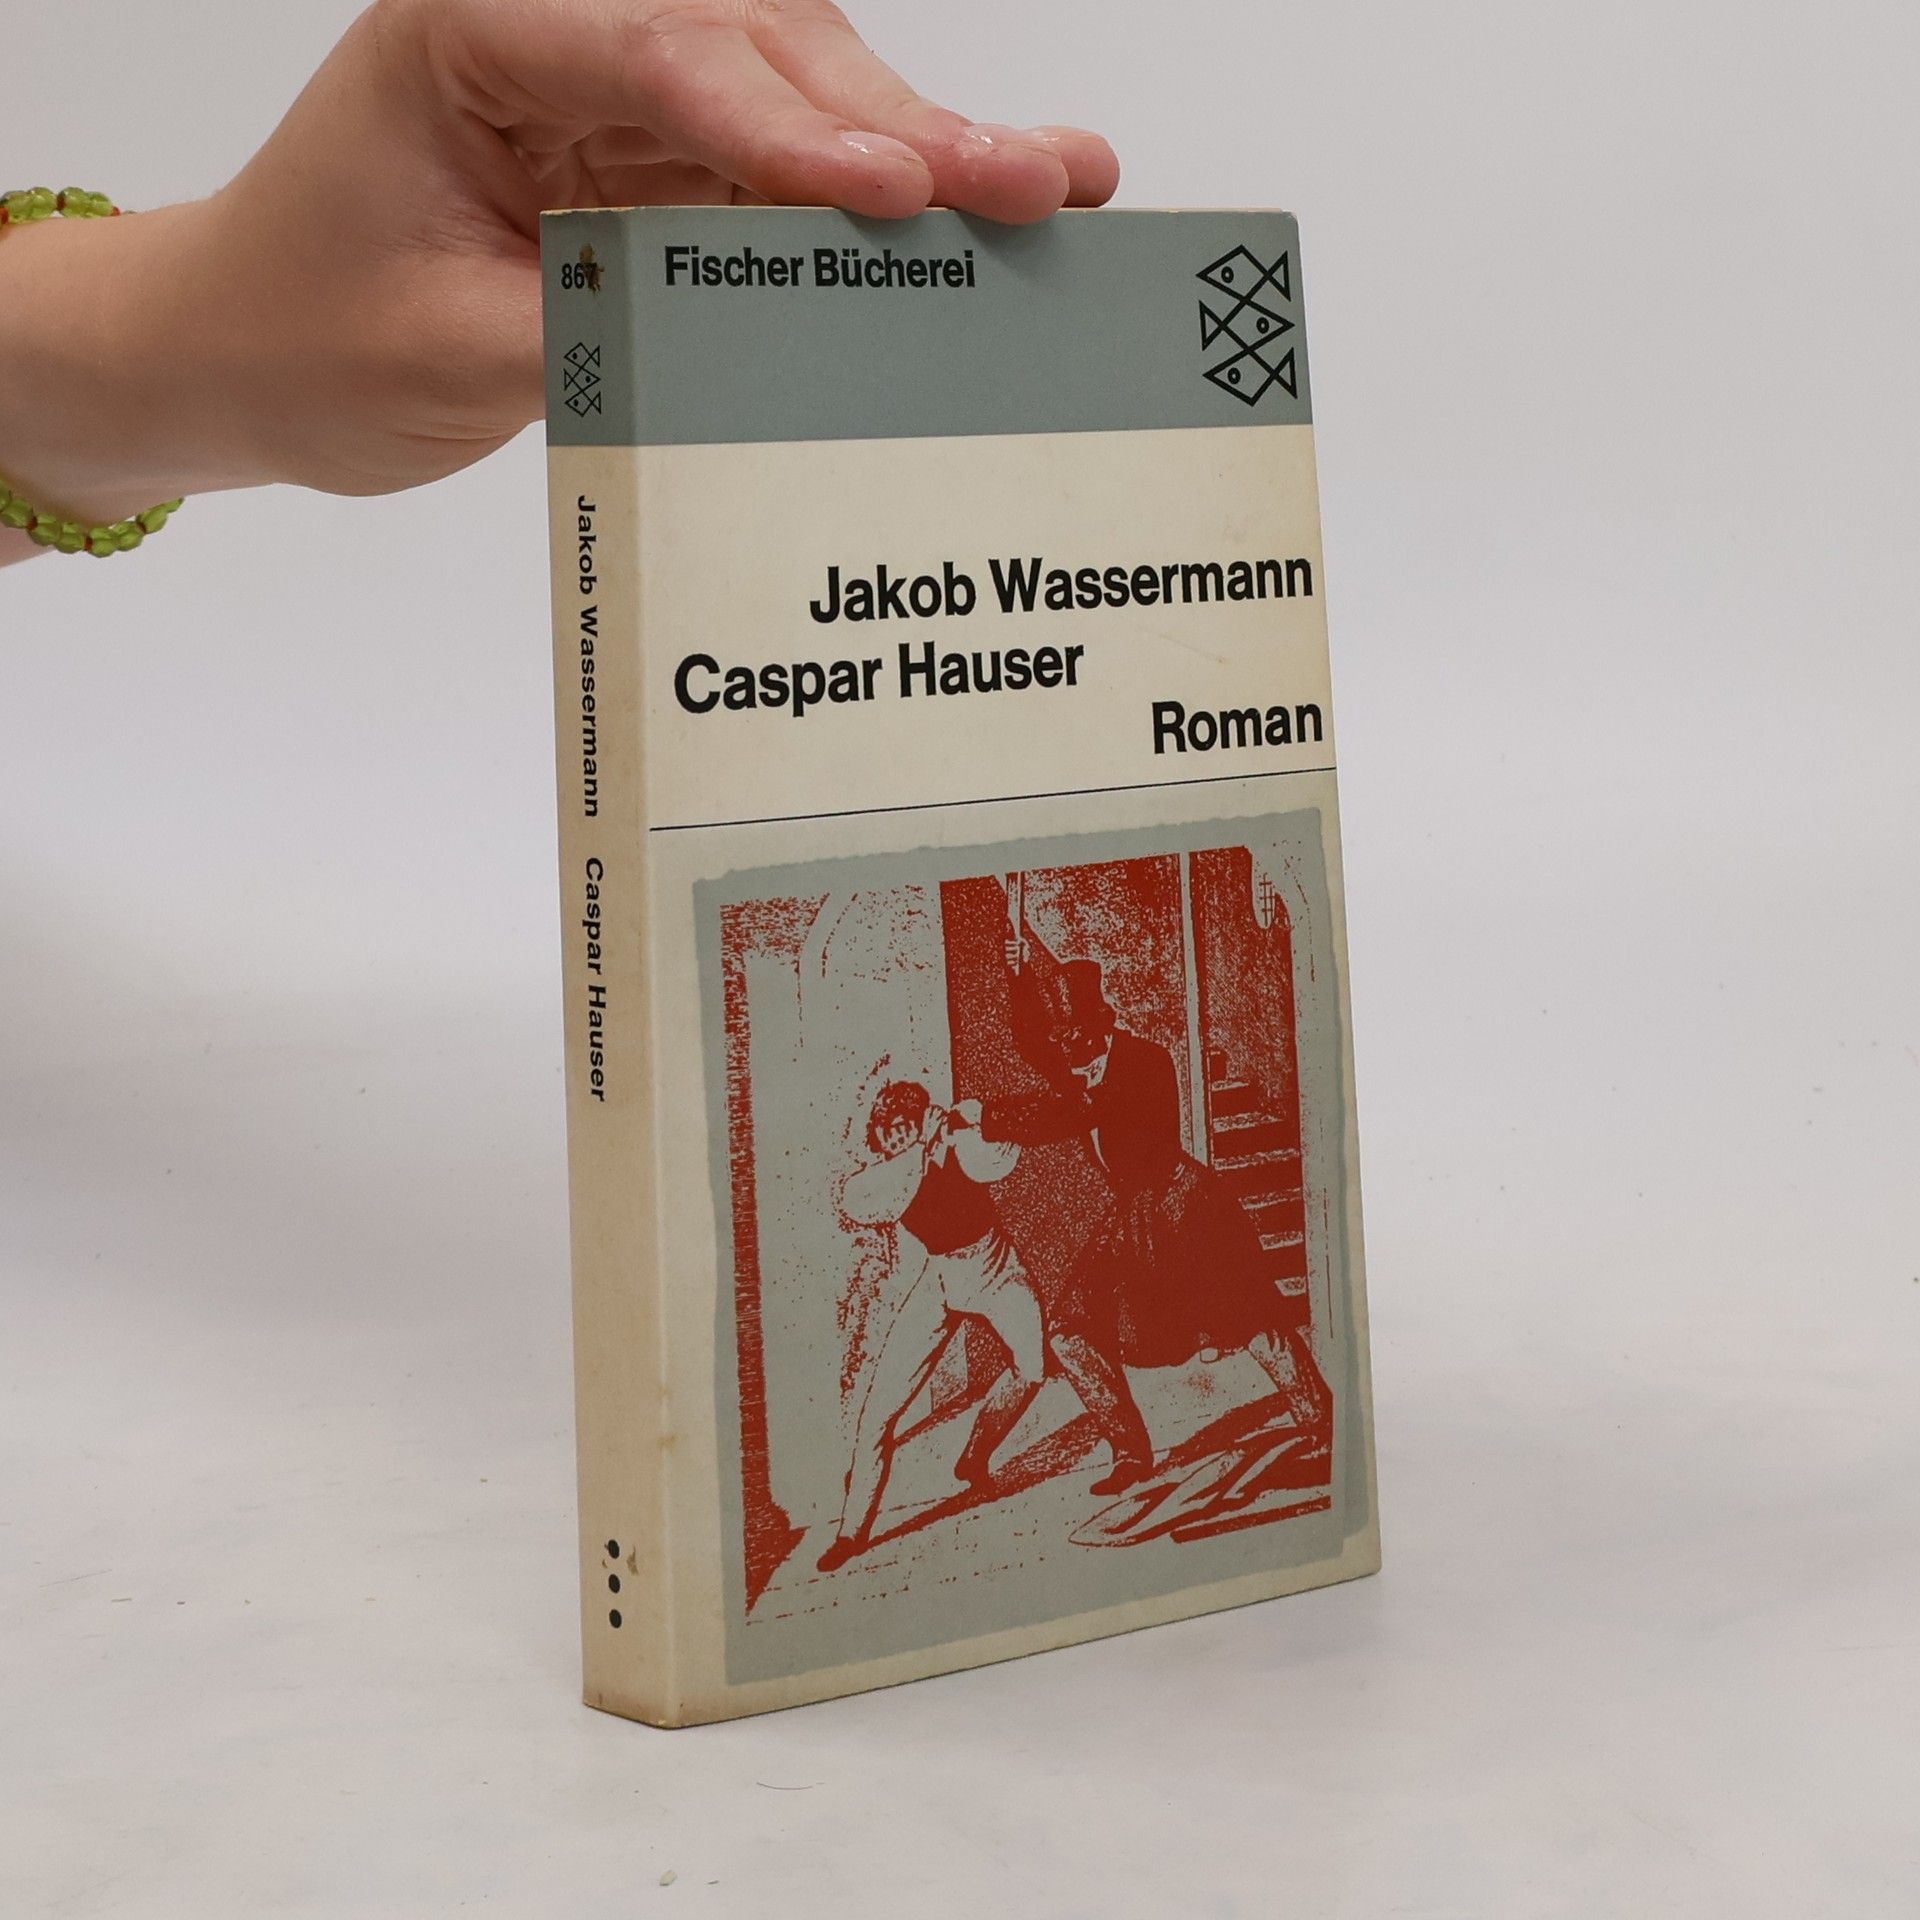 867
Fischer Bücherei
Jakob Wassermann
Caspar Hauser
Roman
Jakob Wassermann Caspar Hauser